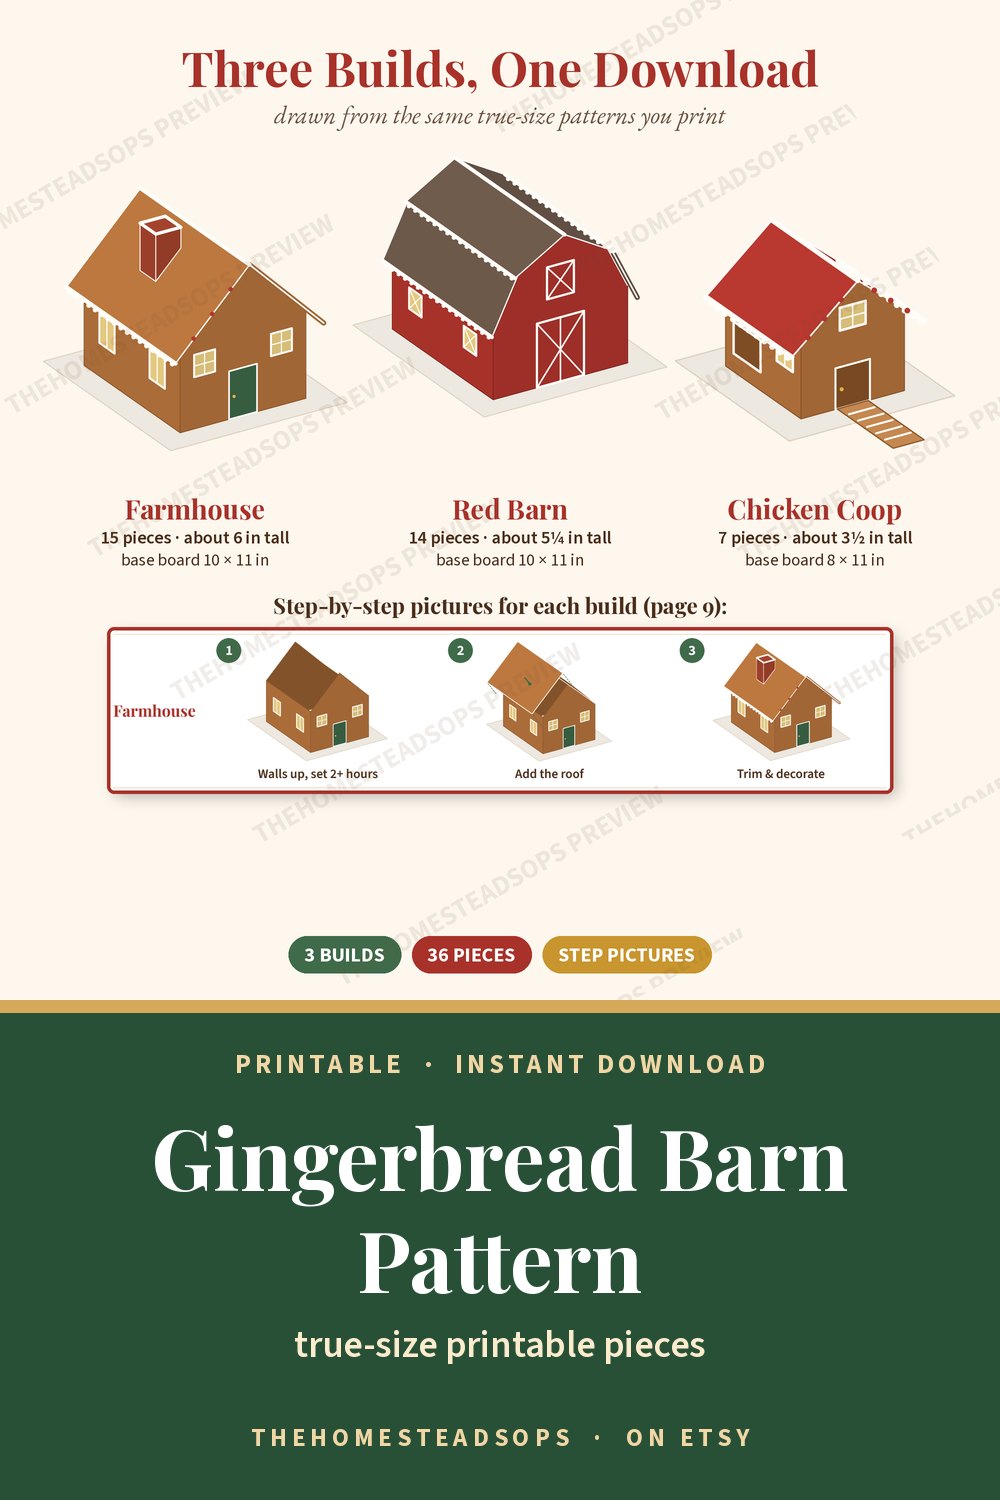 Three Builds, One Download
drawn from the same true-size patterns you print
Farmhouse
15 pieces · about 6 in tall
base board 10 × 11 in
Red Barn
14 pieces · about 5¼ in tall
base board 10 × 11 in
Chicken Coop
7 pieces · about 3½ in tall
base board 8 × 11 in
Step-by-step pictures for each build (page 9):
Farmhouse
1
Walls up, set 2+ hours
2
Add the roof
3
Trim & decorate
3 BUILDS
36 PIECES
STEP PICTURES
PRINTABLE · INSTANT DOWNLOAD
Gingerbread Barn
Pattern
true-size printable pieces
THEHOMESTEADSOPS · ON ETSY
THEHOMESTEADSOPS PREVIEW